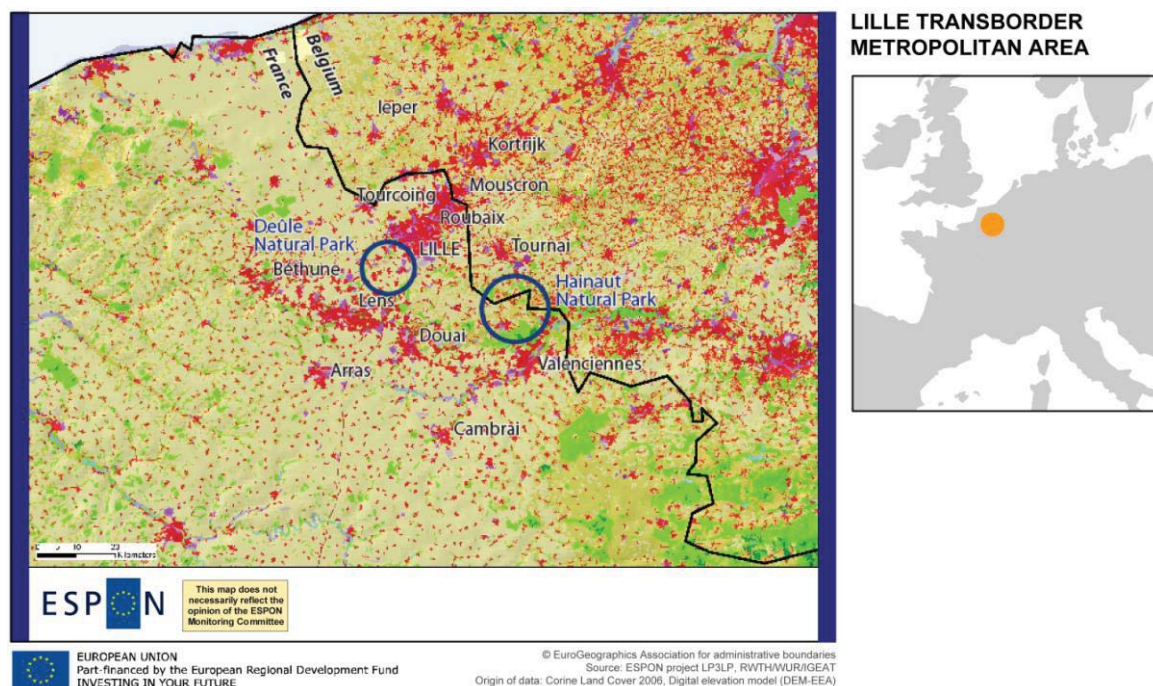 LILLE TRANSBORDER
METROPOLITAN AREA
France
Belgium
Ieper
Kortrijk
Mouscron
Tourcoing
Roubaix
Deûle
Natural Park
LILLE
Tournai
Béthune
Hainaut
Natural Park
Lens
Douai
Valenciennes
Arras
Cambrai
0 5 10 20
Kilometers
ESPON
This map does not
necessarily reflect the
opinion of the ESPON
Monitoring Committee
EUROPEAN UNION
Part-financed by the European Regional Development Fund
INVESTING IN YOUR FUTURE
© EuroGeographics Association for administrative boundaries
Source: ESPON project LP3LP, RWTH/WUR/IGEAT
Origin of data: Corine Land Cover 2006, Digital elevation model (DEM-EEA)